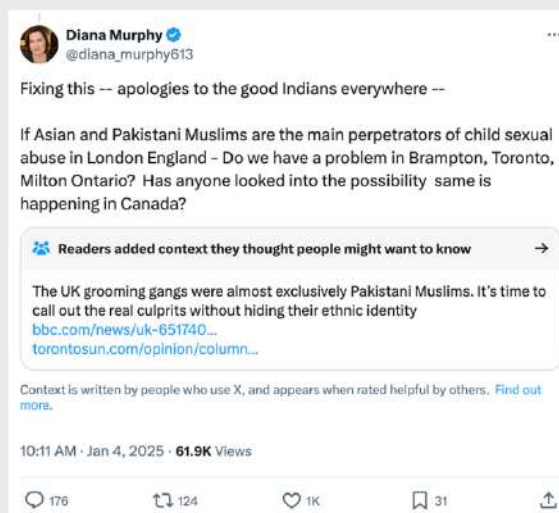 Diana Murphy
@diana_murphy613
...
Fixing this -- apologies to the good Indians everywhere --
If Asian and Pakistani Muslims are the main perpetrators of child sexual
abuse in London England - Do we have a problem in Brampton, Toronto,
Milton Ontario? Has anyone looked into the possibility same is
happening in Canada?
Readers added context they thought people might want to know
The UK grooming gangs were almost exclusively Pakistani Muslims. It's time to
call out the real culprits without hiding their ethnic identity
bbc.com/news/uk-651740...
torontosun.com/opinion/column...
Context is written by people who use X, and appears when rated helpful by others. Find out
more.
10:11 AM · Jan 4, 2025 · 61.9K Views
176 124 1K 31